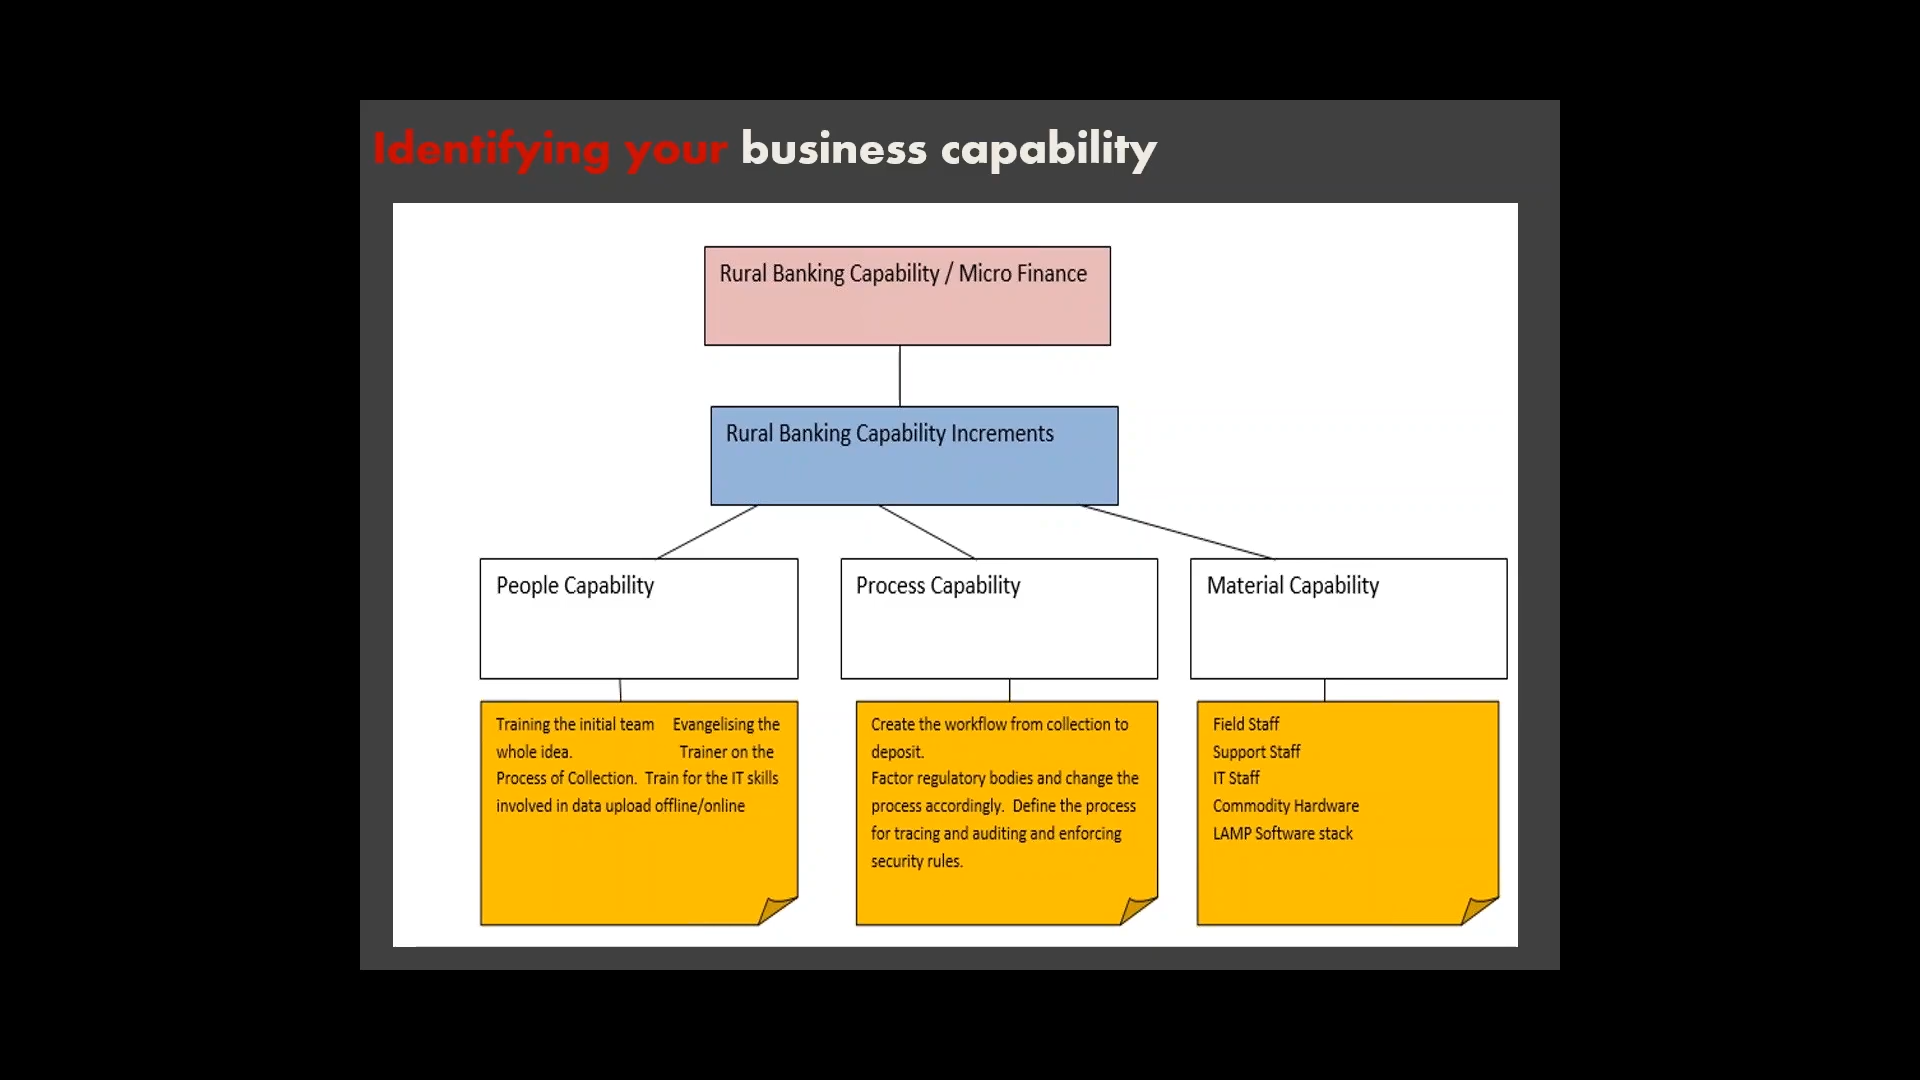 Identifying your business capability
Rural Banking Capability / Micro Finance
Rural Banking Capability Increments
People Capability
Process Capability
Material Capability
Training the initial team Evangelising the
whole idea. Trainer on the
Process of Collection. Train for the IT skills
involved in data upload offline/online
Create the workflow from collection to
deposit.
Factor regulatory bodies and change the
process accordingly. Define the process
for tracing and auditing and enforcing
security rules.
Field Staff
Support Staff
IT Staff
Commodity Hardware
LAMP Software stack